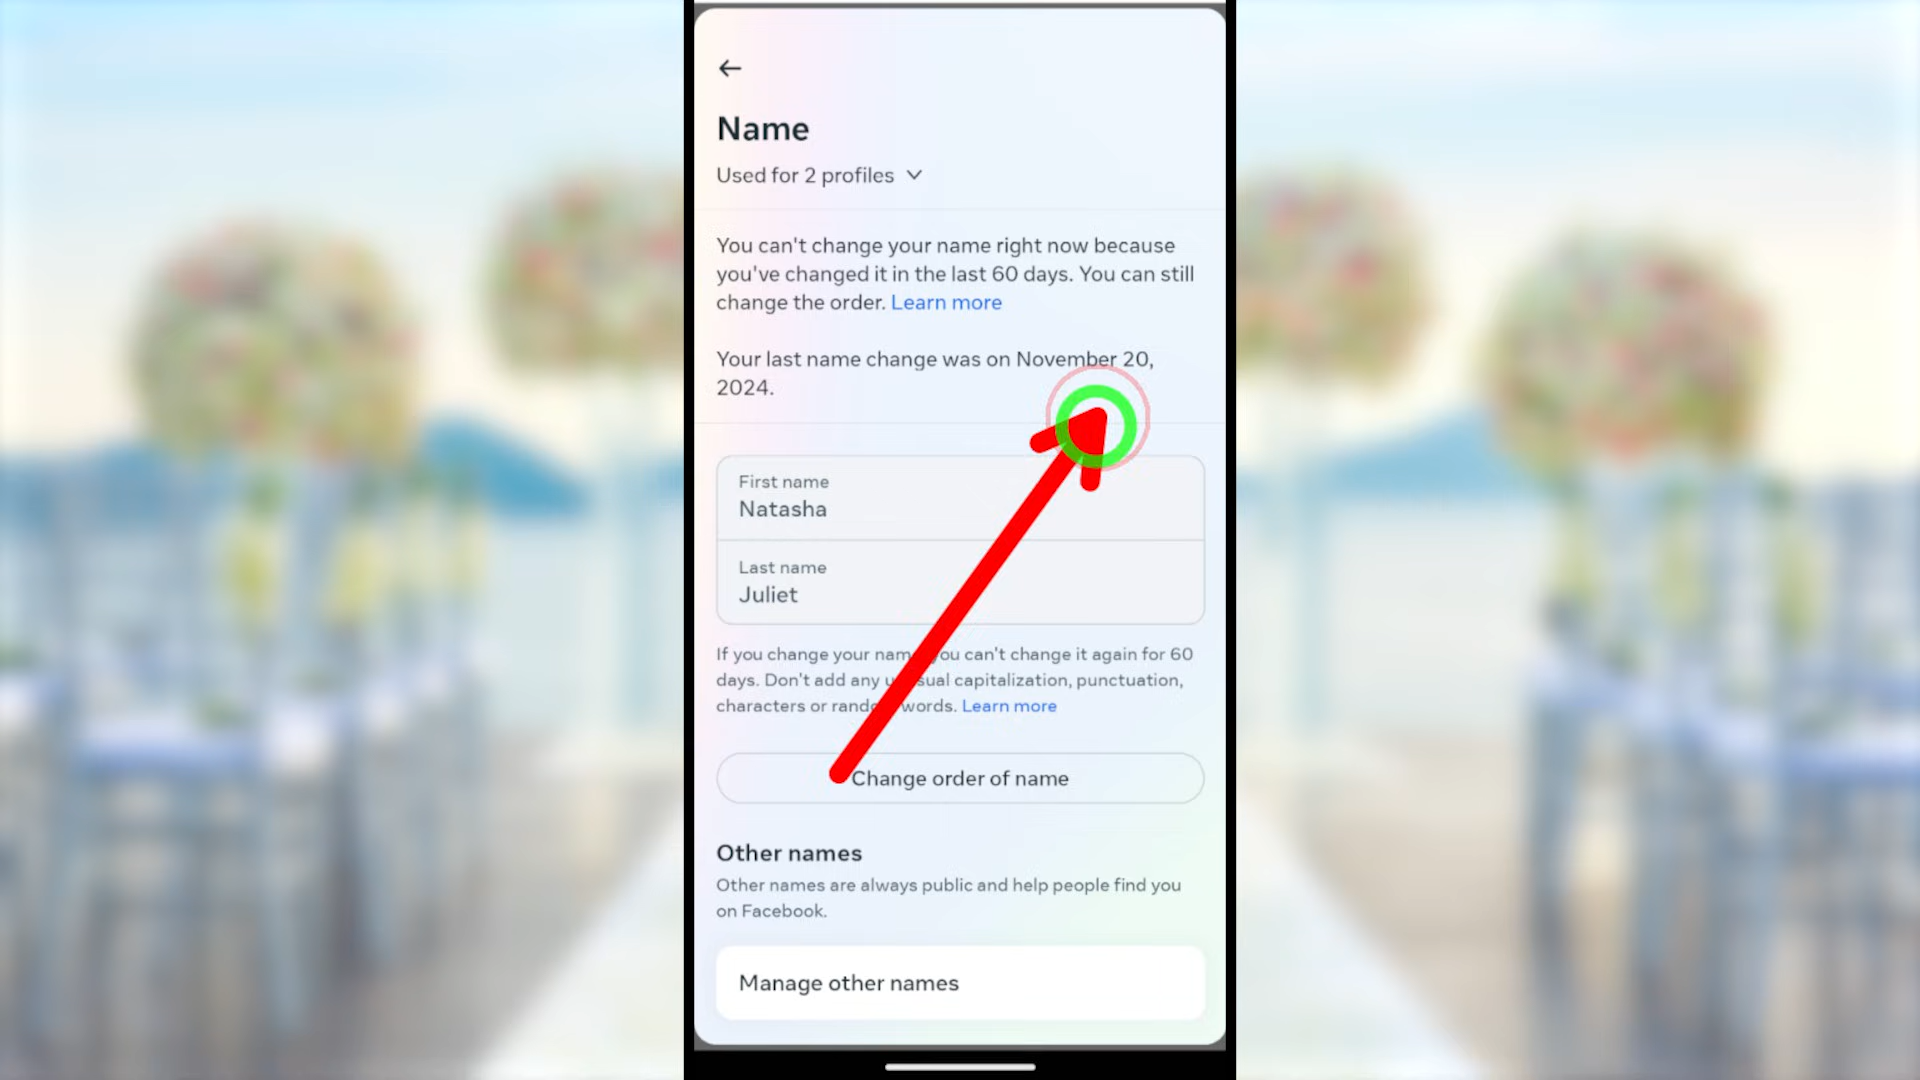 Name
Used for 2 profiles
You can't change your name right now because
you've changed it in the last 60 days. You can still
change the order. Learn more
Your last name change was on November 20,
2024.
First name
Natasha
Last name
Juliet
If you change your name, you can't change it again for 60
days. Don't add any unusual capitalization, punctuation,
characters or random words. Learn more
Change order of name
Other names
Other names are always public and help people find you
on Facebook.
Manage other names